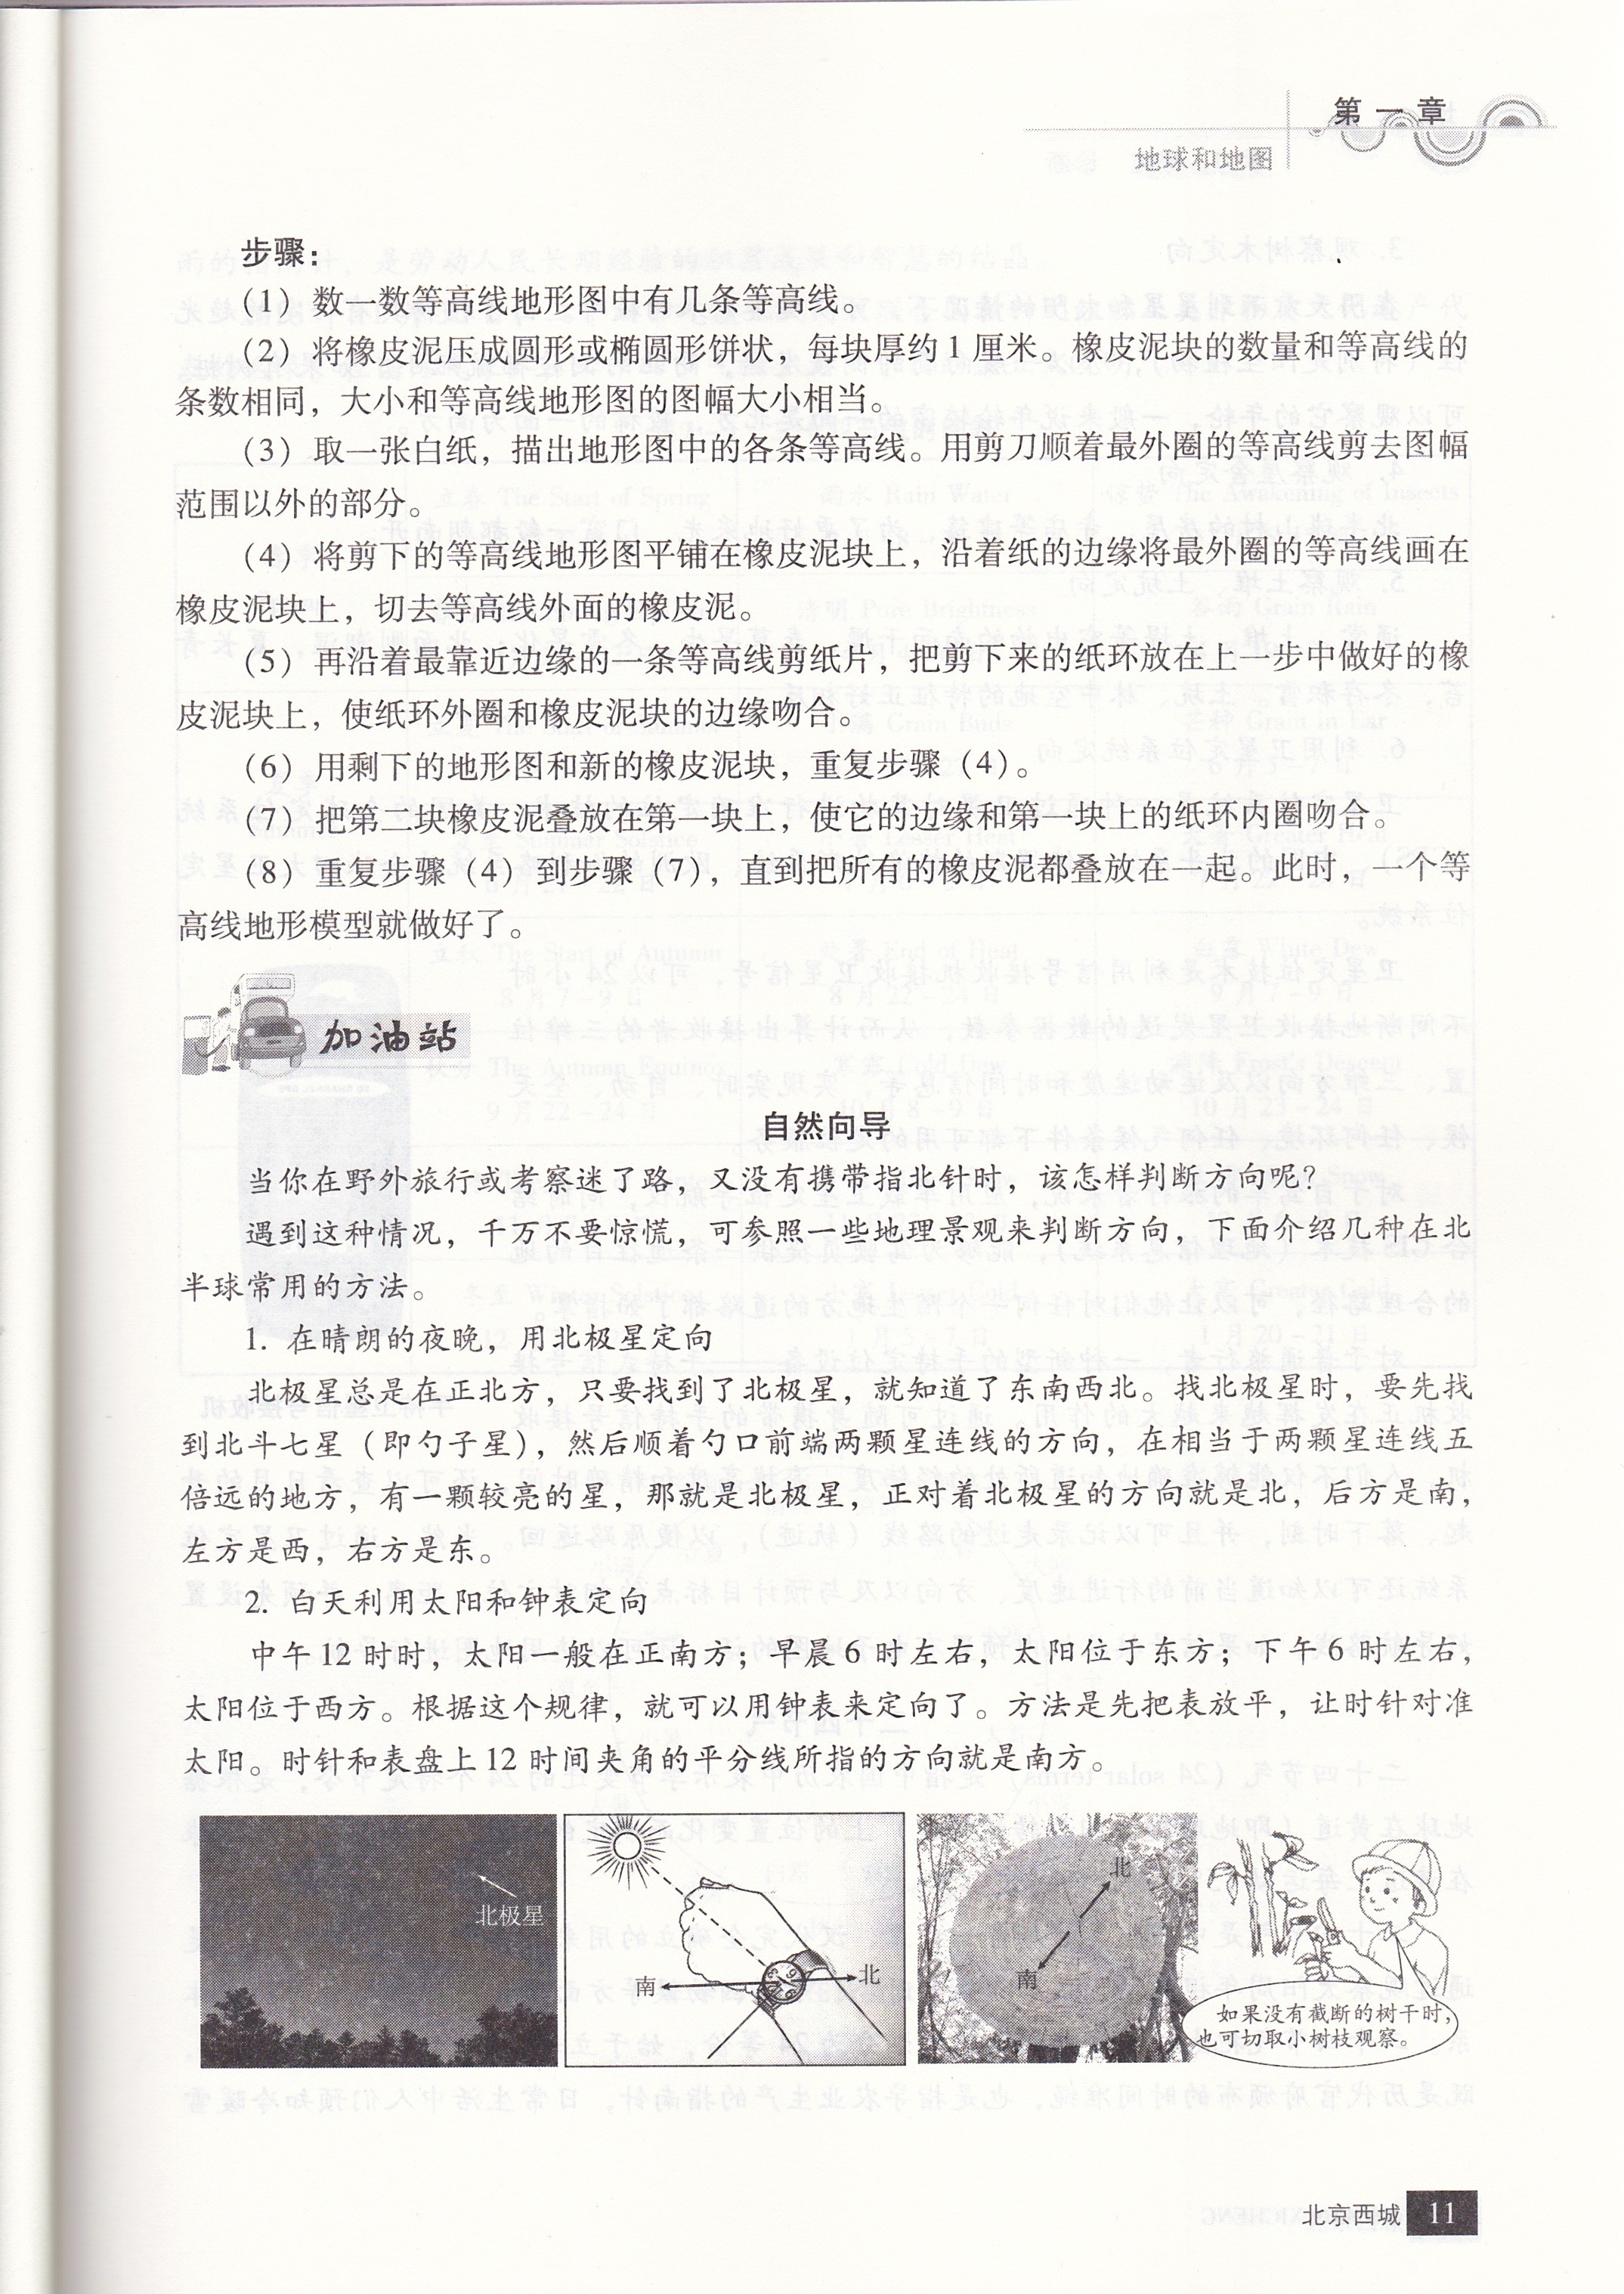 第一章
地球和地图
步骤：
（1）数一数等高线地形图中有几条等高线。
（2）将橡皮泥压成圆形或椭圆形饼状，每块厚约1厘米。橡皮泥块的数量和等高线的
条数相同，大小和等高线地形图的图幅大小相当。
（3）取一张白纸，描出地形图中的各条等高线。用剪刀顺着最外圈的等高线剪去图幅
范围以外的部分。
（4）将剪下的等高线地形图平铺在橡皮泥块上，沿着纸的边缘将最外圈的等高线画在
橡皮泥块上，切去等高线外面的橡皮泥。
（5）再沿着最靠近边缘的一条等高线剪纸片，把剪下来的纸环放在上一步中做好的橡
皮泥块上，使纸环外圈和橡皮泥块的边缘吻合。
（6）用剩下的地形图和新的橡皮泥块，重复步骤（4）。
（7）把第二块橡皮泥叠放在第一块上，使它的边缘和第一块上的纸环内圈吻合。
（8）重复步骤（4）到步骤（7），直到把所有的橡皮泥都叠放在一起。此时，一个等
高线地形模型就做好了。
加油站
自然向导
当你在野外旅行或考察迷了路，又没有携带指北针时，该怎样判断方向呢？
遇到这种情况，千万不要惊慌，可参照一些地理景观来判断方向，下面介绍几种在北
半球常用的方法。
1. 在晴朗的夜晚，用北极星定向
北极星总是在正北方，只要找到了北极星，就知道了东南西北。找北极星时，要先找
到北斗七星（即勺子星），然后顺着勺口前端两颗星连线的方向，在相当于两颗星连线五
倍远的地方，有一颗较亮的星，那就是北极星，正对着北极星的方向就是北，后方是南，
左方是西，右方是东。
2. 白天利用太阳和钟表定向
中午12时时，太阳一般在正南方；早晨6时左右，太阳位于东方；下午6时左右，
太阳位于西方。根据这个规律，就可以用钟表来定向了。方法是先把表放平，让时针对准
太阳。时针和表盘上12时间夹角的平分线所指的方向就是南方。
北极星
南
北
北
南
如果没有截断的树干时，
也可切取小树枝观察。
北京西城 11